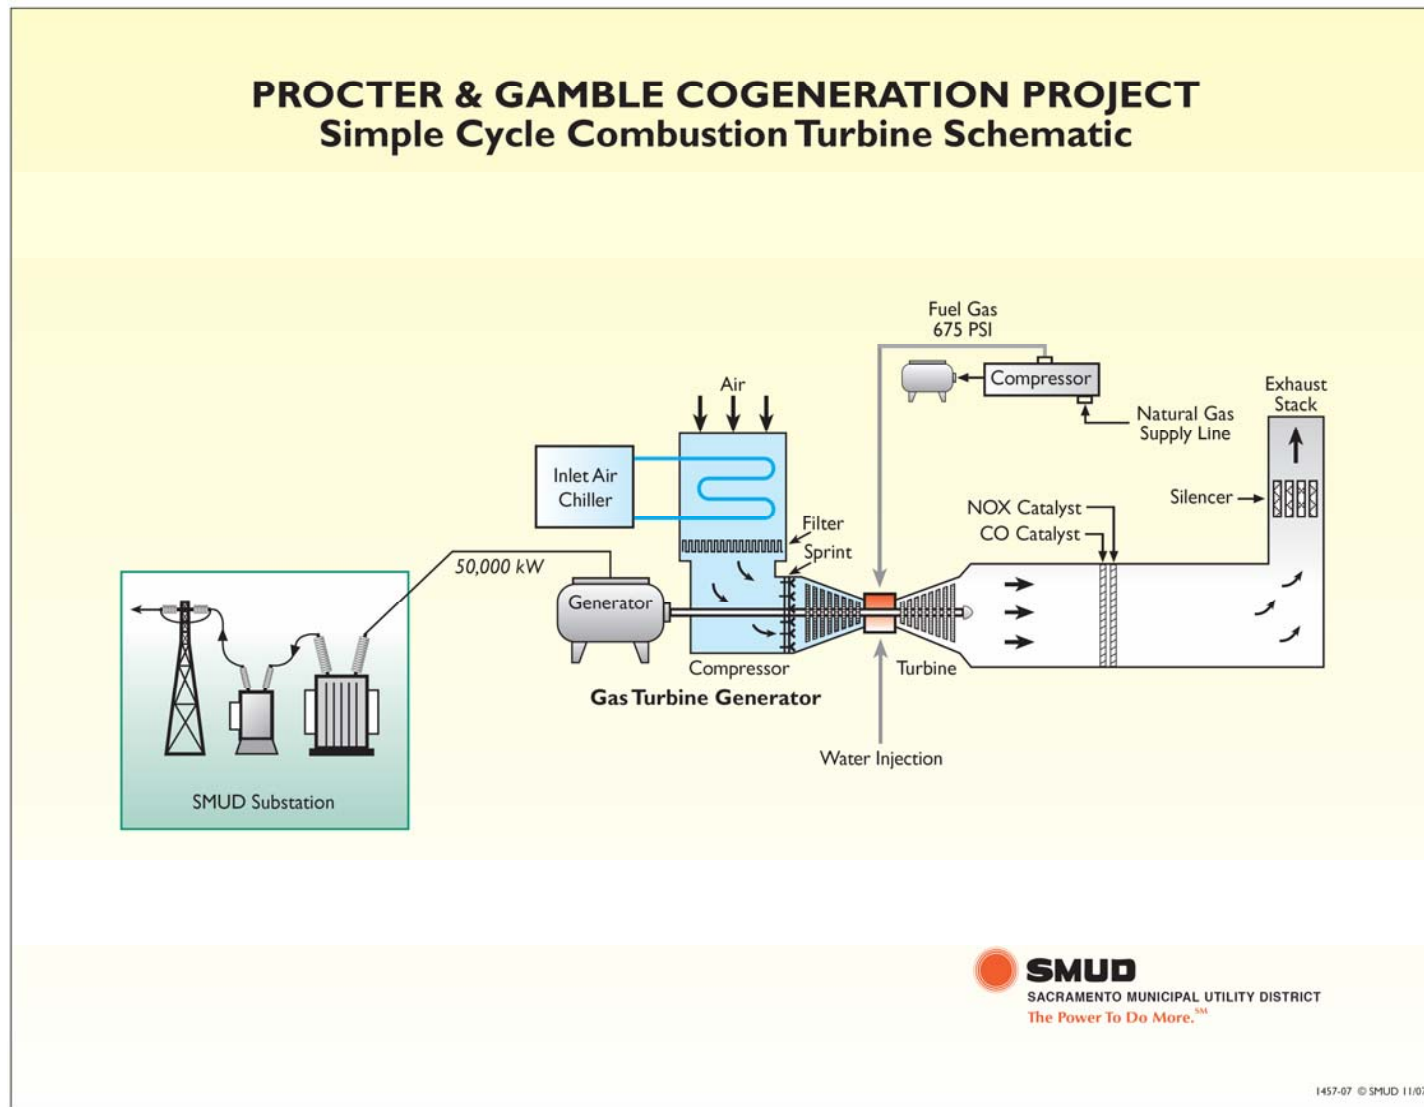 PROCTER & GAMBLE COGENERATION PROJECT
Simple Cycle Combustion Turbine Schematic
Fuel Gas
675 PSI
Compressor
Air
Exhaust
Stack
Natural Gas
Supply Line
Inlet Air
Chiller
Silencer
NOX Catalyst
CO Catalyst
Filter
Sprint
50,000 kW
Generator
Compressor
Turbine
Gas Turbine Generator
Water Injection
SMUD Substation
SMUD
SACRAMENTO MUNICIPAL UTILITY DISTRICT
The Power To Do More.SM
1457-07 © SMUD 11/07